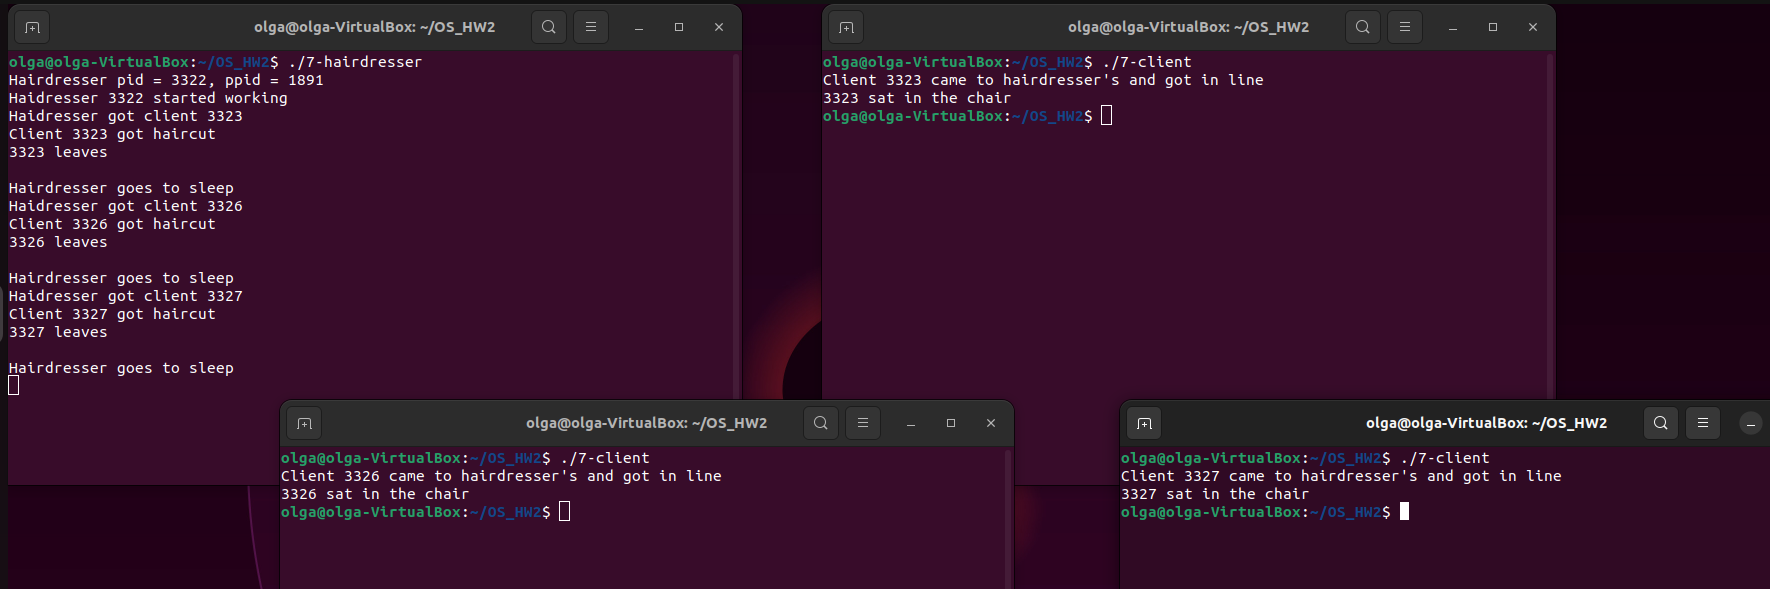 olga@olga-VirtualBox: ~/OS_HW2
olga@olga-VirtualBox:~/OS_HW2$ ./7-hairdresser
Hairdresser pid = 3322, ppid = 1891
Haidresser 3322 started working
Haidresser got client 3323
Client 3323 got haircut
3323 leaves
Hairdresser goes to sleep
Haidresser got client 3326
Client 3326 got haircut
3326 leaves
Hairdresser goes to sleep
Haidresser got client 3327
Client 3327 got haircut
3327 leaves
Hairdresser goes to sleep
olga@olga-VirtualBox: ~/OS_HW2
olga@olga-VirtualBox:~/OS_HW2$ ./7-client
Client 3323 came to hairdresser's and got in line
3323 sat in the chair
olga@olga-VirtualBox:~/OS_HW2$
olga@olga-VirtualBox: ~/OS_HW2
olga@olga-VirtualBox:~/OS_HW2$ ./7-client
Client 3326 came to hairdresser's and got in line
3326 sat in the chair
olga@olga-VirtualBox:~/OS_HW2$
olga@olga-VirtualBox: ~/OS_HW2
olga@olga-VirtualBox:~/OS_HW2$ ./7-client
Client 3327 came to hairdresser's and got in line
3327 sat in the chair
olga@olga-VirtualBox:~/OS_HW2$